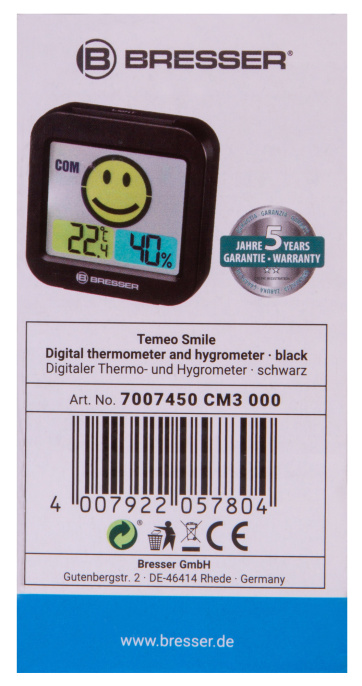 BRESSER®
COM
22.4 °C
40%
BRESSER
JAHRE 5 YEARS
GARANTIE • WARRANTY
Temeo Smile
Digital thermometer and hygrometer · black
Digitaler Thermo- und Hygrometer · schwarz
Art. No. 7007450 CM3 000
4 007922 057804
CE
Bresser GmbH
Gutenbergstr. 2 · DE-46414 Rhede · Germany
www.bresser.de